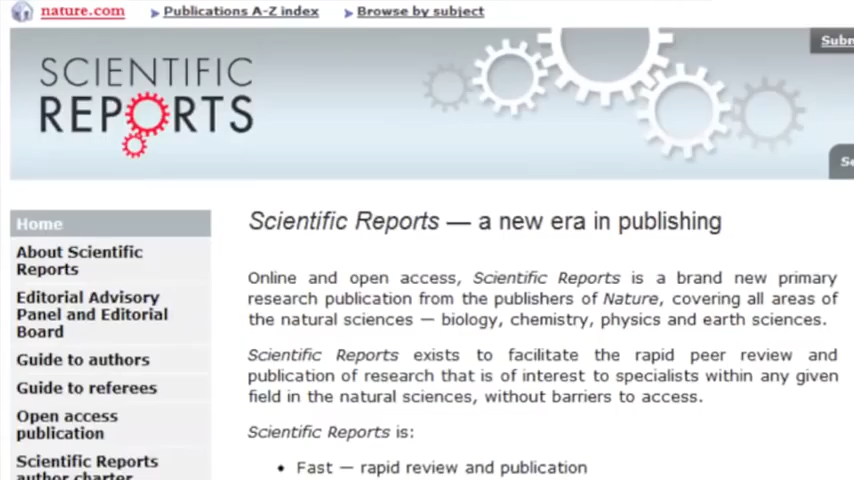 nature.com Publications A-Z index Browse by subject
SCIENTIFIC
REPORTS
Home
About Scientific
Reports
Editorial Advisory
Panel and Editorial
Board
Guide to authors
Guide to referees
Open access
publication
Scientific Reports
author charter
Scientific Reports — a new era in publishing
Online and open access, Scientific Reports is a brand new primary
research publication from the publishers of Nature, covering all areas of
the natural sciences — biology, chemistry, physics and earth sciences.
Scientific Reports exists to facilitate the rapid peer review and
publication of research that is of interest to specialists within any given
field in the natural sciences, without barriers to access.
Scientific Reports is:
• Fast — rapid review and publication